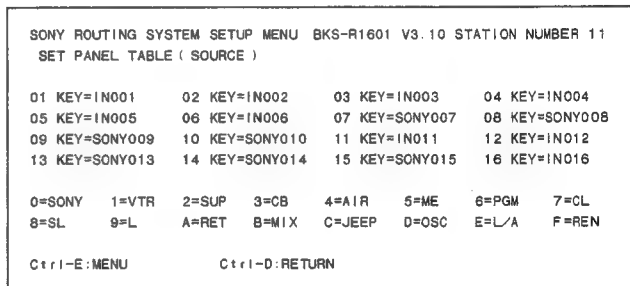 SONY ROUTING SYSTEM SETUP MENU BKS-R1601 V3.10 STATION NUMBER 11
SET PANEL TABLE ( SOURCE )
01 KEY=IN001 02 KEY=IN002 03 KEY=IN003 04 KEY=IN004
05 KEY=IN005 06 KEY=IN006 07 KEY=SONY007 08 KEY=SONY008
09 KEY=SONY009 10 KEY=SONY010 11 KEY=IN011 12 KEY=IN012
13 KEY=SONY013 14 KEY=SONY014 15 KEY=SONY015 16 KEY=IN016
0=SONY 1=VTR 2=SUP 3=CB 4=AIR 5=ME 6=PGM 7=CL
8=SL 9=L A=RET B=MIX C=JEEP D=OSC E=L/A F=REN
Ctrl-E:MENU Ctrl-D:RETURN